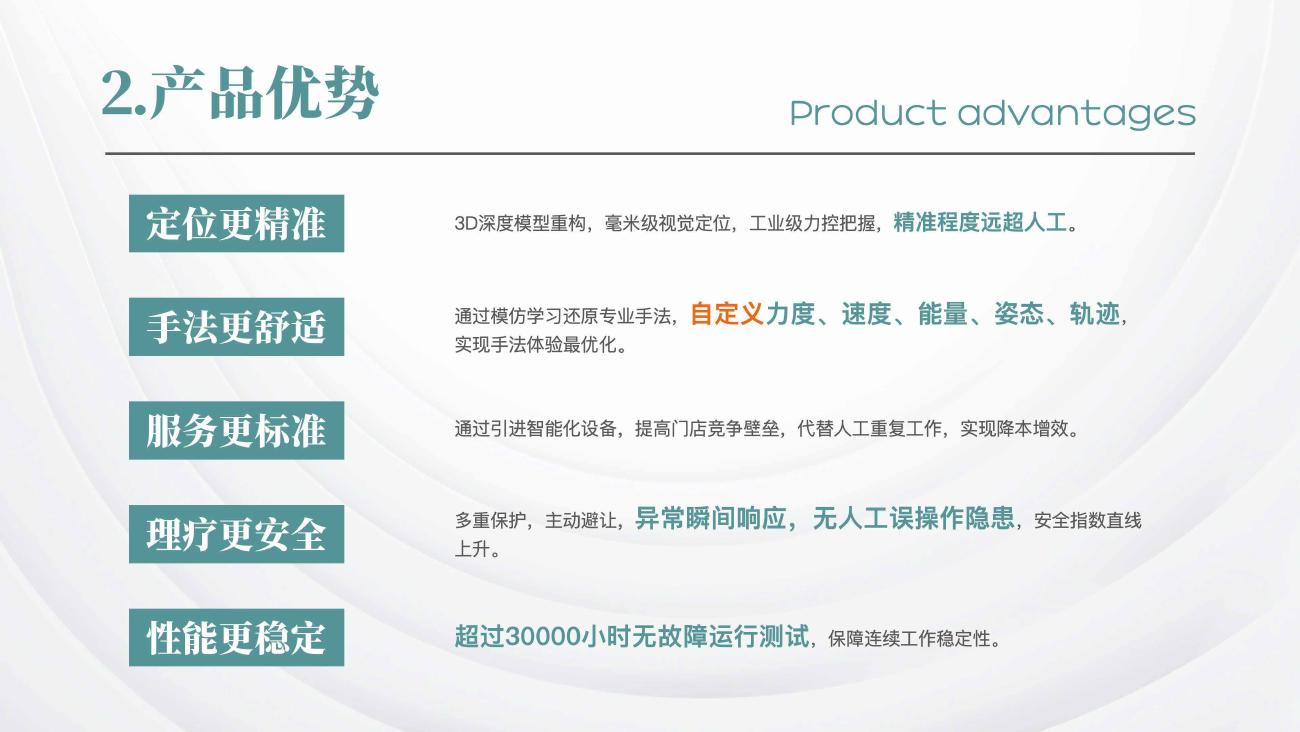 2.产品优势
Product advantages
定位更精准
3D深度模型重构，毫米级视觉定位，工业级力控把握，精准程度远超人工。
手法更舒适
通过模仿学习还原专业手法，自定义力度、速度、能量、姿态、轨迹，
实现手法体验最优化。
服务更标准
通过引进智能化设备，提高门店竞争壁垒，代替人工重复工作，实现降本增效。
理疗更安全
多重保护，主动避让，异常瞬间响应，无人工误操作隐患，安全指数直线
上升。
性能更稳定
超过30000小时无故障运行测试，保障连续工作稳定性。